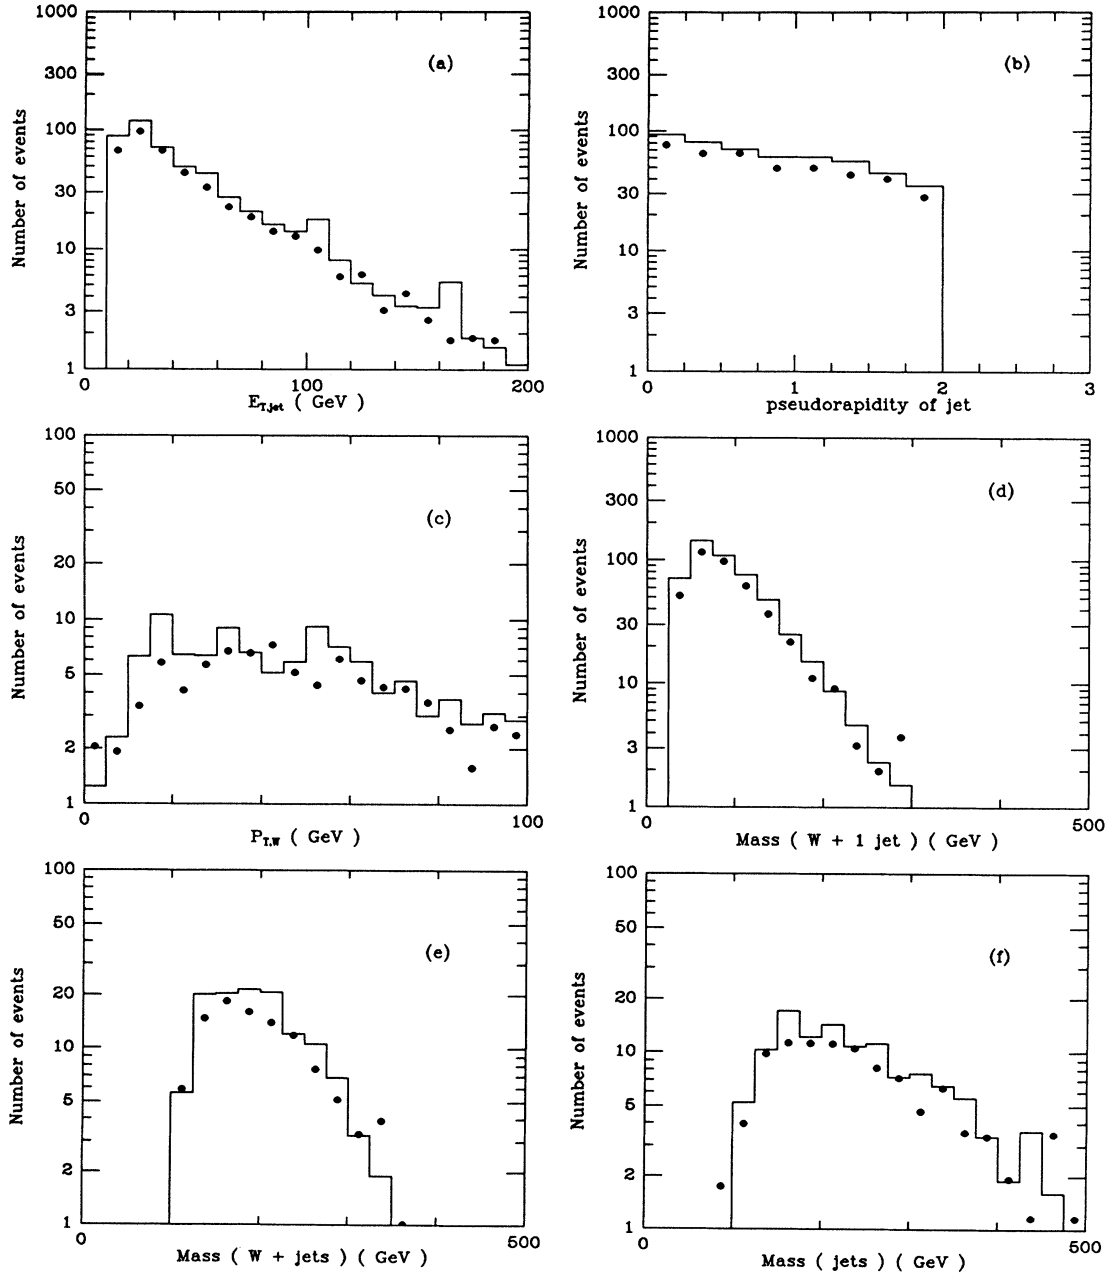 1000
300
100
30
10
3
1
Number of events
(a)
0 100 200
E_T,jet ( GeV )
1000
300
100
30
10
3
1
Number of events
(b)
0 1 2 3
pseudorapidity of jet
100
50
20
10
5
2
1
Number of events
(c)
0 100
P_T,W ( GeV )
1000
300
100
30
10
3
1
Number of events
(d)
0 500
Mass ( W + 1 jet ) ( GeV )
100
50
20
10
5
2
1
Number of events
(e)
0 500
Mass ( W + jets ) ( GeV )
100
50
20
10
5
2
1
Number of events
(f)
0 500
Mass ( jets ) ( GeV )